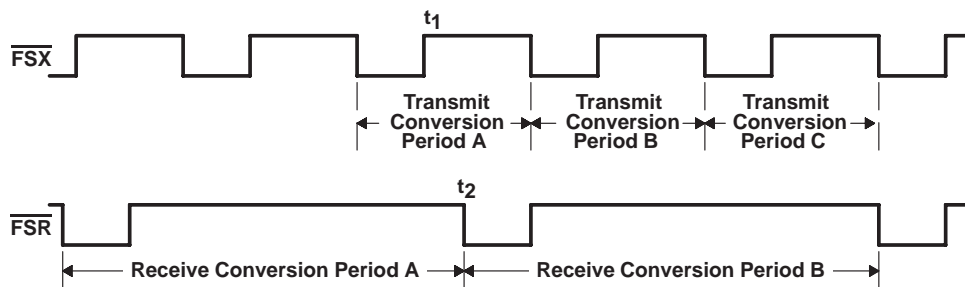 t1
FSX
Transmit Conversion Period A
Transmit Conversion Period B
Transmit Conversion Period C
t2
FSR
Receive Conversion Period A
Receive Conversion Period B